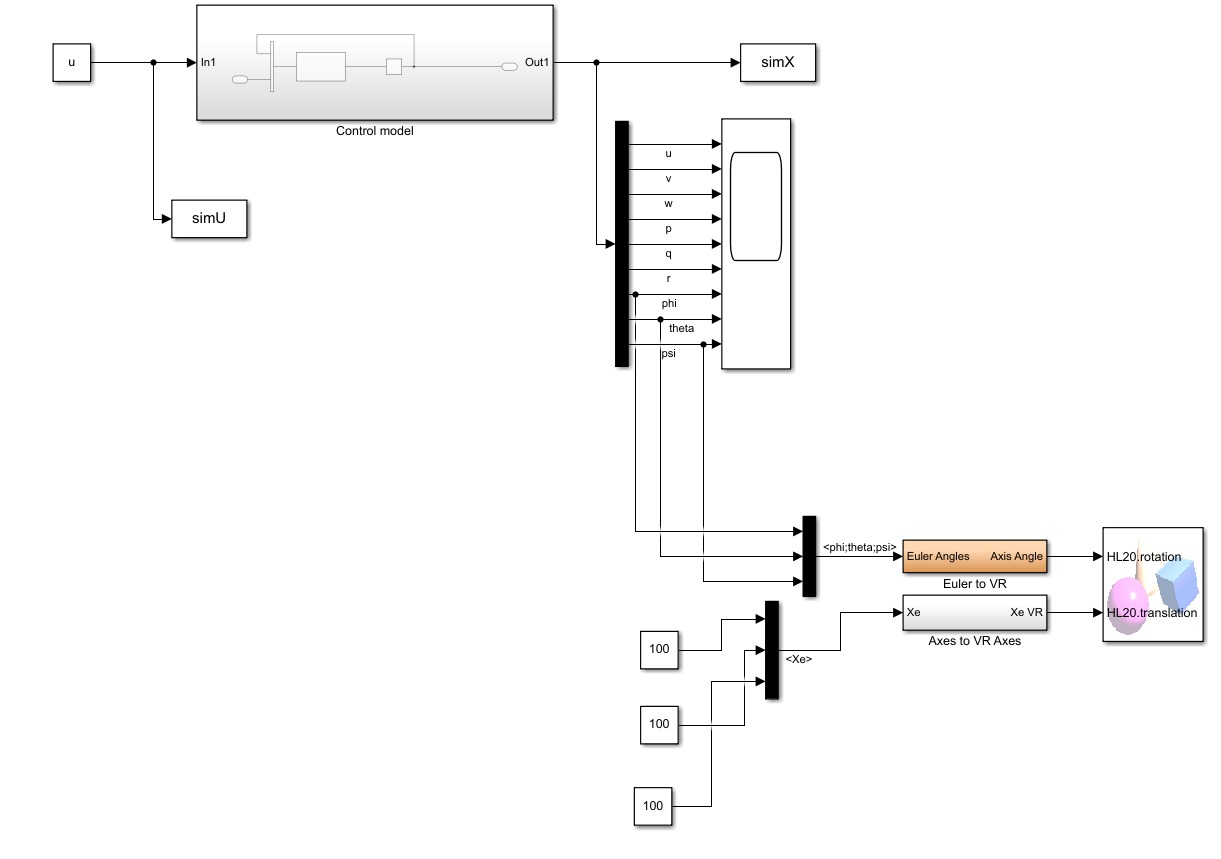 u
In1
Out1
simX
Control model
simU
u
v
w
p
q
r
phi
theta
psi
<phi;theta;psi>
Euler Angles
Axis Angle
HL20.rotation
Euler to VR
Xe
Xe VR
HL20.translation
Axes to VR Axes
100
<Xe>
100
100